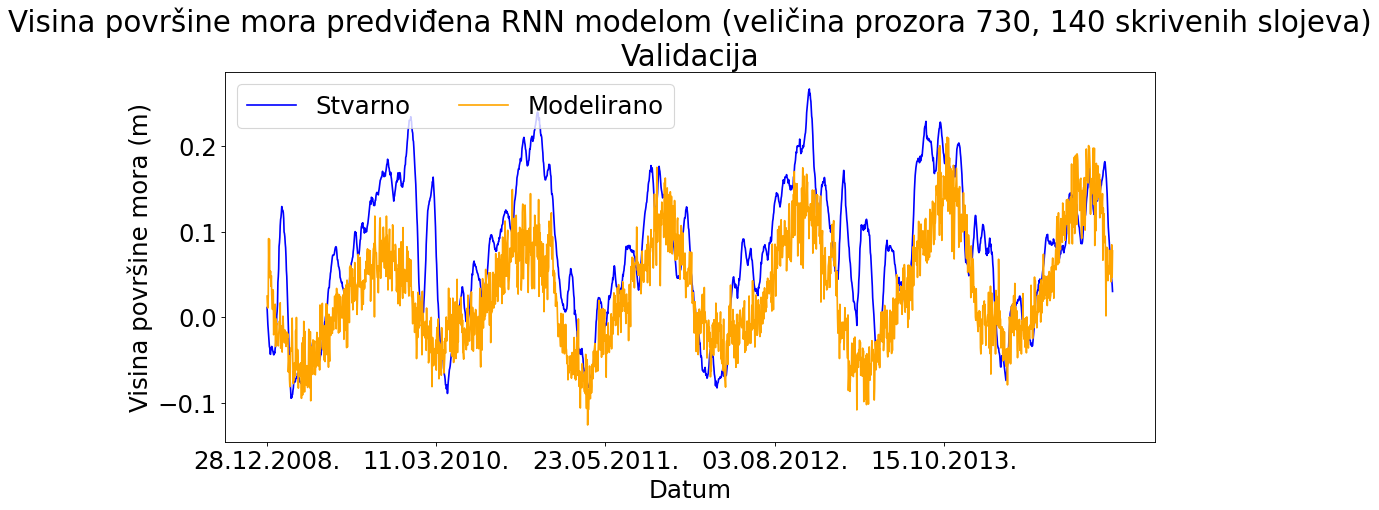 Visina površine mora predviđena RNN modelom (veličina prozora 730, 140 skrivenih slojeva)
Validacija
Stvarno
Modelirano
Visina površine mora (m)
0.2
0.1
0.0
−0.1
28.12.2008.
11.03.2010.
23.05.2011.
03.08.2012.
15.10.2013.
Datum